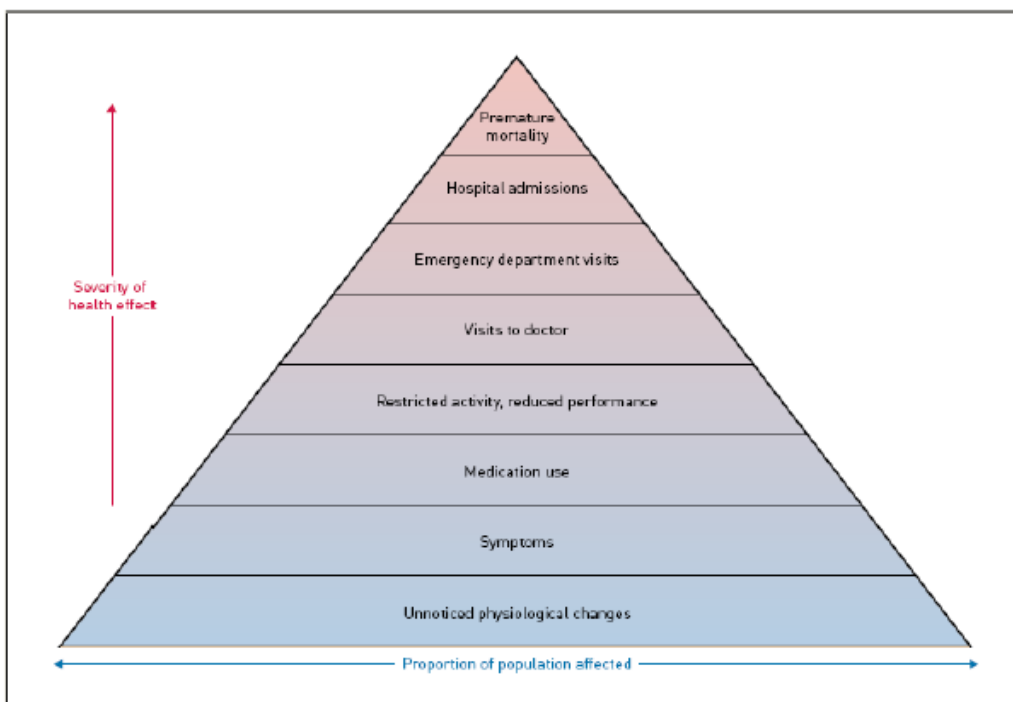 Premature
mortality
Hospital admissions
Emergency department visits
Severity of
health effect
Visits to doctor
Restricted activity, reduced performance
Medication use
Symptoms
Unnoticed physiological changes
Proportion of population affected